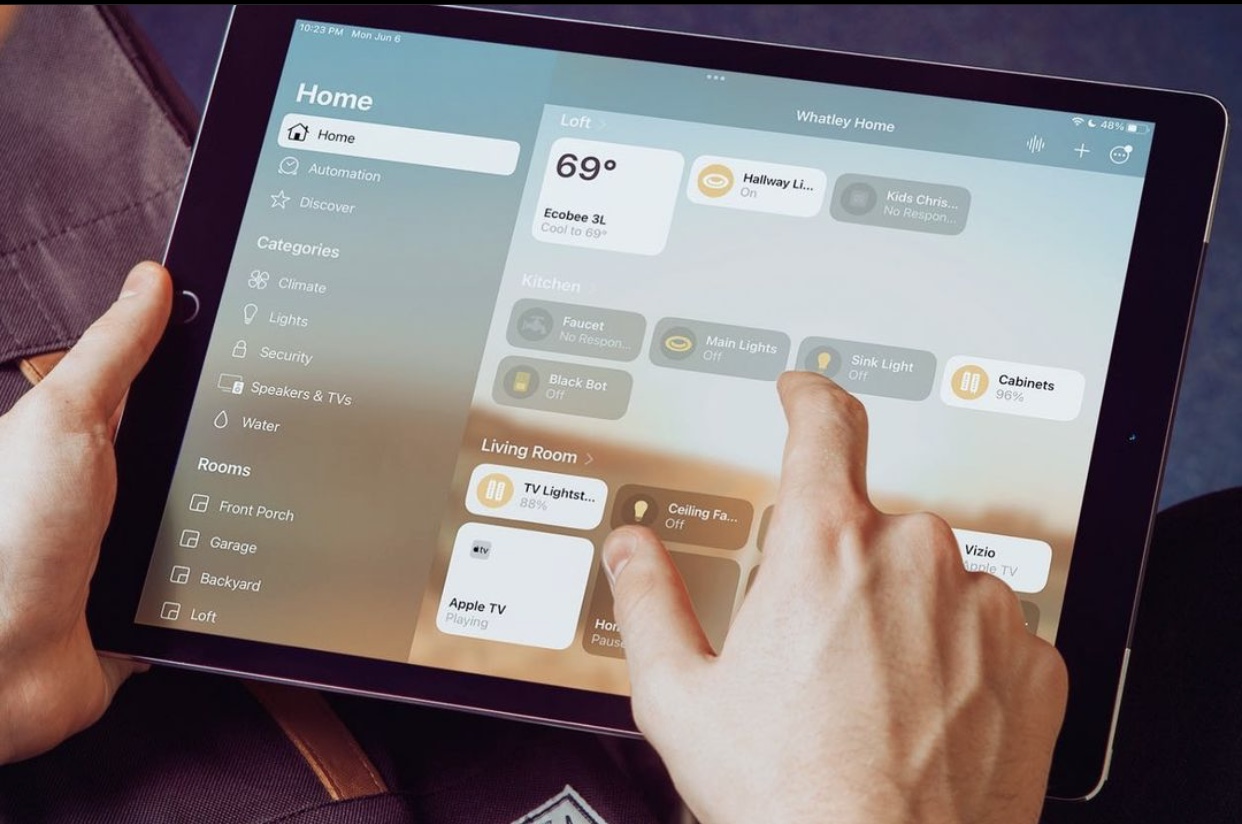 10:23 PM Mon Jun 6
48%
Home
Whatley Home
Home
Automation
Discover
Categories
Climate
Lights
Security
Speakers & TVs
Water
Rooms
Front Porch
Garage
Backyard
Loft
Loft
69°
Ecobee 3L
Cool to 69°
Hallway Li...
On
Kids Chris...
No Respon...
Kitchen
Faucet
No Respon...
Main Lights
Off
Sink Light
Off
Cabinets
96%
Black Bot
Off
Living Room
TV Lightst...
88%
Ceiling Fa...
Off
Vizio
Apple TV
tv
Apple TV
Playing